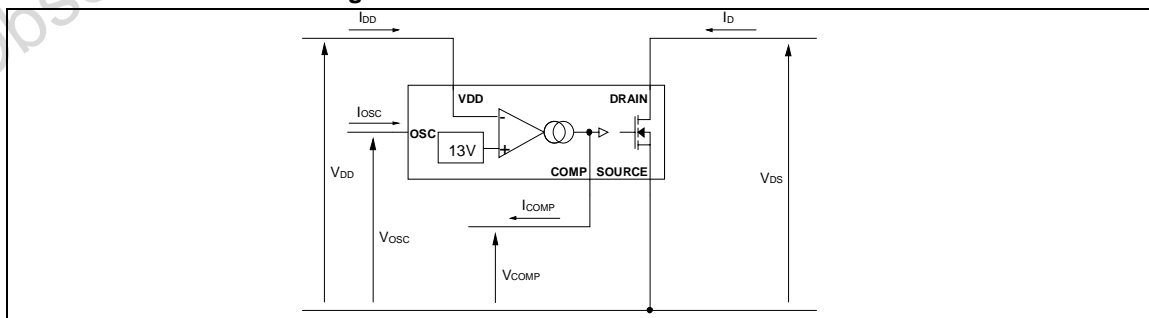 IDD
ID
VDD
DRAIN
IOSC
OSC
13V
-
+
COMP
SOURCE
VDD
VDS
ICOMP
VOSC
VCOMP